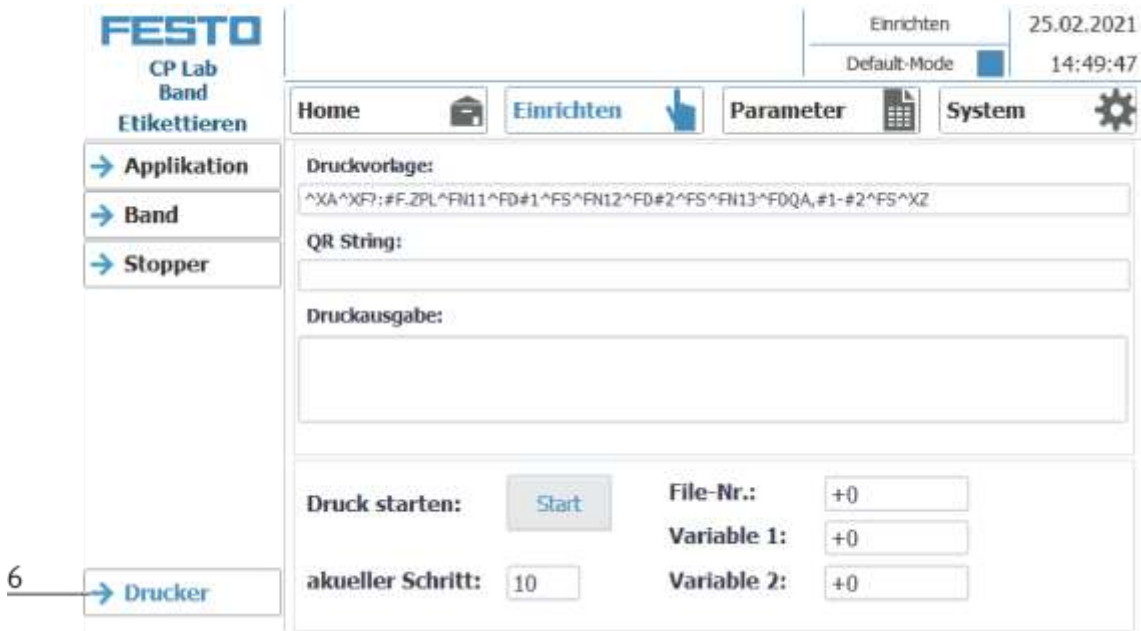 FESTO
CP Lab
Band
Etikettieren
Einrichten
25.02.2021
Default-Mode
14:49:47
Home
Einrichten
Parameter
System
Applikation
Band
Stopper
Drucker
6
Druckvorlage:
^XA^XF?:#F.ZPL^FN11^FD#1^FS^FN12^FD#2^FS^FN13^FDQA,#1-#2^FS^XZ
QR String:
Druckausgabe:
Druck starten:
Start
File-Nr.:
+0
Variable 1:
+0
akueller Schritt:
10
Variable 2:
+0